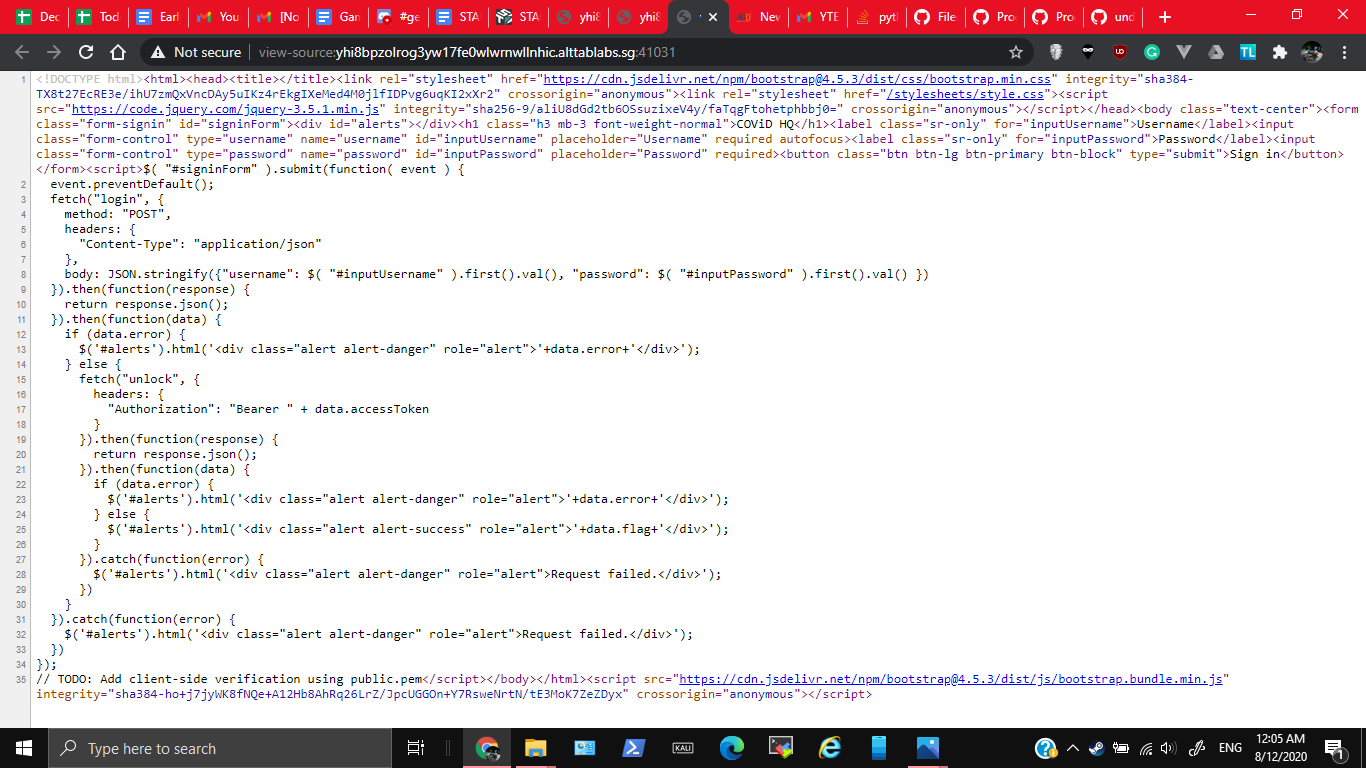 Dec
Tod
Earl
You
[No
Gan
#ge
STA
STA
yhi8
yhi8
Nev
YTE
pytl
File
Pro
Pro
und
Not secure | view-source:yhi8bpzolrog3yw17fe0wlwrnwllnhic.alttablabs.sg:41031
1 <!DOCTYPE html><html><head><title></title><link rel="stylesheet" href="https://cdn.jsdelivr.net/npm/bootstrap@4.5.3/dist/css/bootstrap.min.css" integrity="sha384-
TX8t27EcRE3e/ihU7zmQxVncDAy5uIKz4rEkgIXeMed4M0jlfIDPvg6uqKI2xXr2" crossorigin="anonymous"><link rel="stylesheet" href="/stylesheets/style.css"><script
src="https://code.jquery.com/jquery-3.5.1.min.js" integrity="sha256-9/aliU8dGd2tb6OSsuzixeV4y/faTqgFtohetphbbj0=" crossorigin="anonymous"></script></head><body class="text-center"><form
class="form-signin" id="signinForm"><div id="alerts"></div><h1 class="h3 mb-3 font-weight-normal">COViD HQ</h1><label class="sr-only" for="inputUsername">Username</label><input
class="form-control" type="username" name="username" id="inputUsername" placeholder="Username" required autofocus><label class="sr-only" for="inputPassword">Password</label><input
class="form-control" type="password" name="password" id="inputPassword" placeholder="Password" required><button class="btn btn-lg btn-primary btn-block" type="submit">Sign in</button>
</form><script>$( "#signinForm" ).submit(function( event ) {
2 event.preventDefault();
3 fetch("login", {
4 method: "POST",
5 headers: {
6 "Content-Type": "application/json"
7 },
8 body: JSON.stringify({"username": $( "#inputUsername" ).first().val(), "password": $( "#inputPassword" ).first().val() })
9 }).then(function(response) {
10 return response.json();
11 }).then(function(data) {
12 if (data.error) {
13 $('#alerts').html('<div class="alert alert-danger" role="alert">'+data.error+'</div>');
14 } else {
15 fetch("unlock", {
16 headers: {
17 "Authorization": "Bearer " + data.accessToken
18 }
19 }).then(function(response) {
20 return response.json();
21 }).then(function(data) {
22 if (data.error) {
23 $('#alerts').html('<div class="alert alert-danger" role="alert">'+data.error+'</div>');
24 } else {
25 $('#alerts').html('<div class="alert alert-success" role="alert">'+data.flag+'</div>');
26 }
27 }).catch(function(error) {
28 $('#alerts').html('<div class="alert alert-danger" role="alert">Request failed.</div>');
29 })
30 }
31 }).catch(function(error) {
32 $('#alerts').html('<div class="alert alert-danger" role="alert">Request failed.</div>');
33 })
34 });
35 // TODO: Add client-side verification using public.pem</script></body></html><script src="https://cdn.jsdelivr.net/npm/bootstrap@4.5.3/dist/js/bootstrap.bundle.min.js"
integrity="sha384-ho+j7jyWK8fNQe+A12Hb8AhRq26LrZ/JpcUGGOn+Y7RsweNrtN/tE3MoK7ZeZDyx" crossorigin="anonymous"></script>
Type here to search
KALI
ENG
12:05 AM
8/12/2020
1